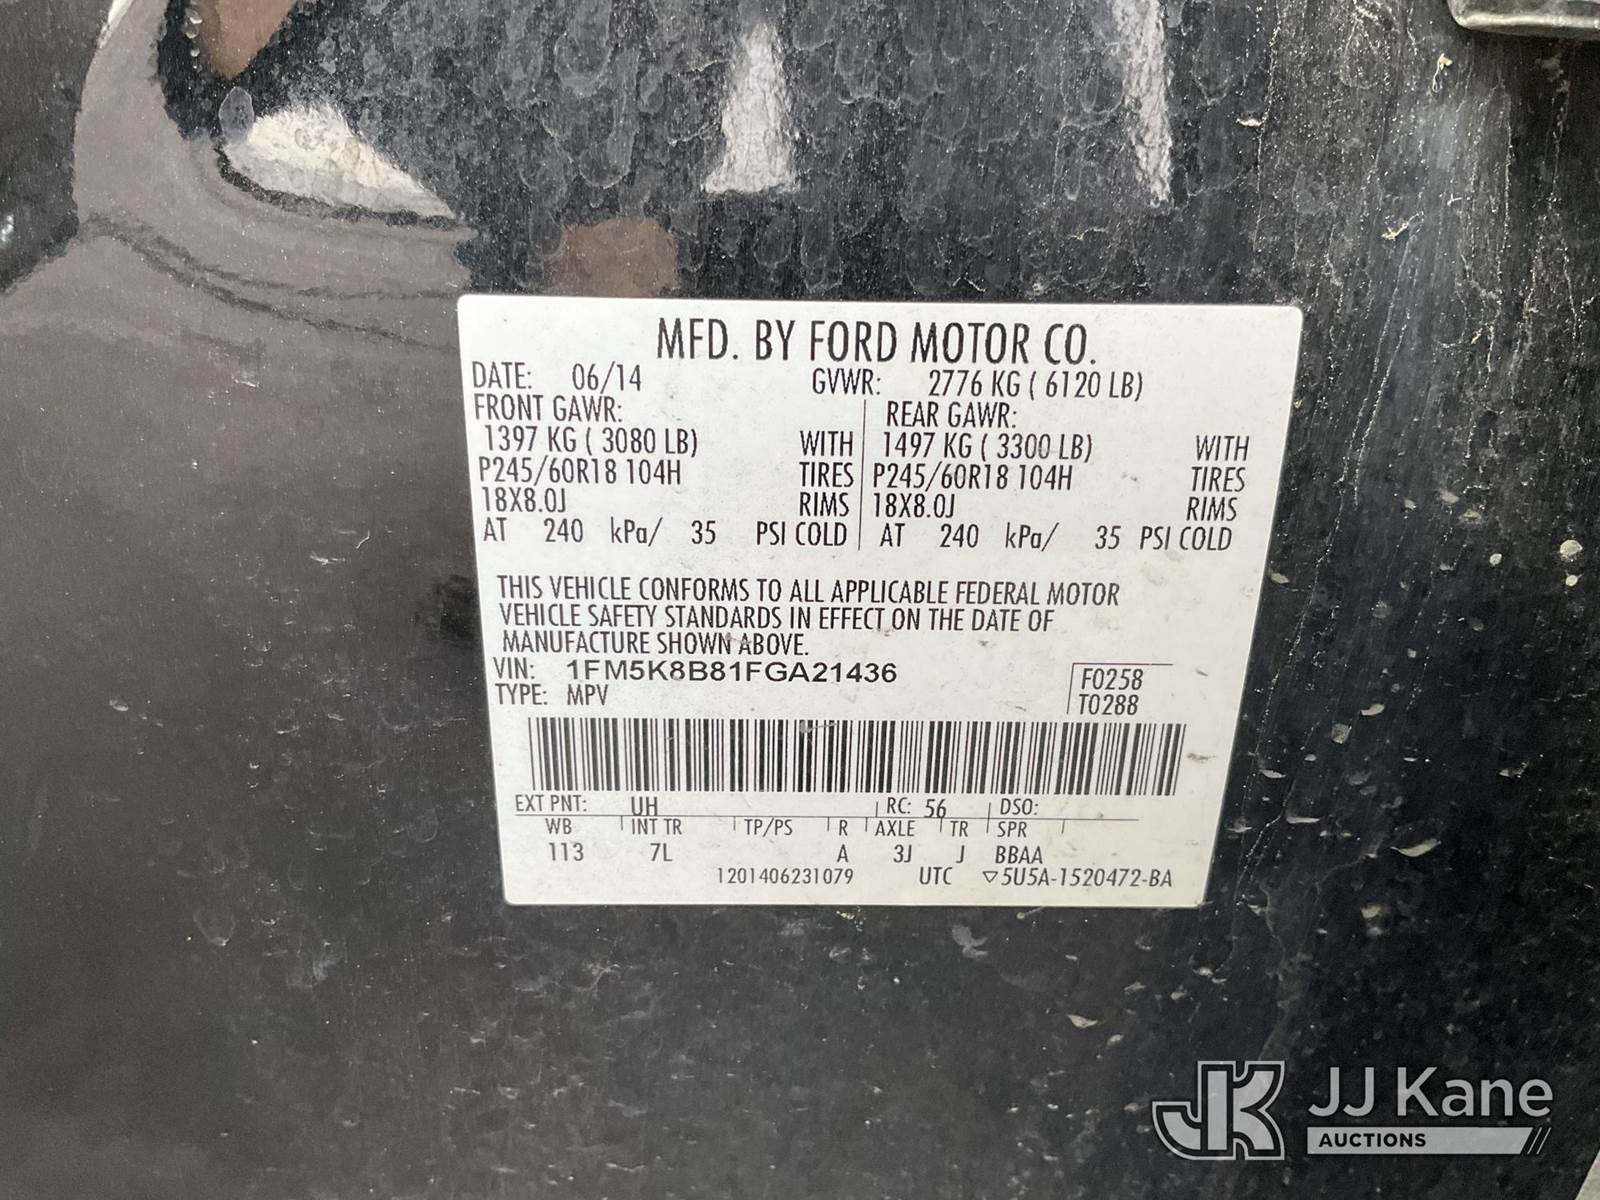 MFD. BY FORD MOTOR CO.
DATE: 06/14 GVWR: 2776 KG ( 6120 LB)
FRONT GAWR: REAR GAWR:
1397 KG ( 3080 LB) WITH 1497 KG ( 3300 LB) WITH
P245/60R18 104H TIRES P245/60R18 104H TIRES
18X8.0J RIMS 18X8.0J RIMS
AT 240 kPa/ 35 PSI COLD AT 240 kPa/ 35 PSI COLD
THIS VEHICLE CONFORMS TO ALL APPLICABLE FEDERAL MOTOR
VEHICLE SAFETY STANDARDS IN EFFECT ON THE DATE OF
MANUFACTURE SHOWN ABOVE.
VIN: 1FM5K8B81FGA21436 F0258
TYPE: MPV T0288
EXT PNT: UH RC: 56 DSO:
WB INT TR TP/PS R AXLE TR SPR
113 7L A 3J J BBAA
1201406231079 UTC ▽5U5A-1520472-BA
JK JJ Kane
AUCTIONS